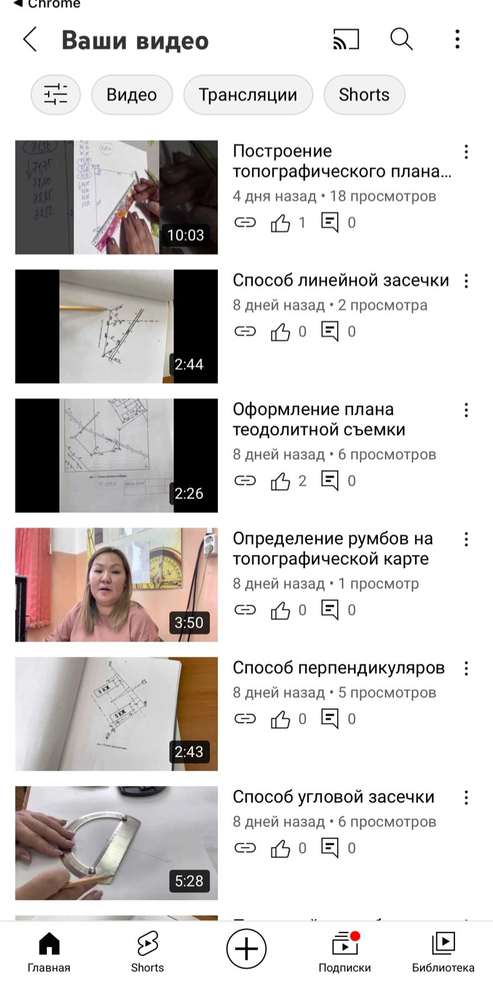 Chrome
Ваши видео
Видео
Трансляции
Shorts
10:03
Построение
топографического плана...
4 дня назад • 18 просмотров
1
0
2:44
Способ линейной засечки
8 дней назад • 2 просмотра
0
0
2:26
Оформление плана
теодолитной съемки
8 дней назад • 6 просмотров
2
0
3:50
Определение румбов на
топографической карте
8 дней назад • 1 просмотр
0
0
5 КЖ
5 КЖ
2:43
Способ перпендикуляров
8 дней назад • 5 просмотров
0
0
5:28
Способ угловой засечки
8 дней назад • 6 просмотров
0
0
Главная
Shorts
Подписки
Библиотека